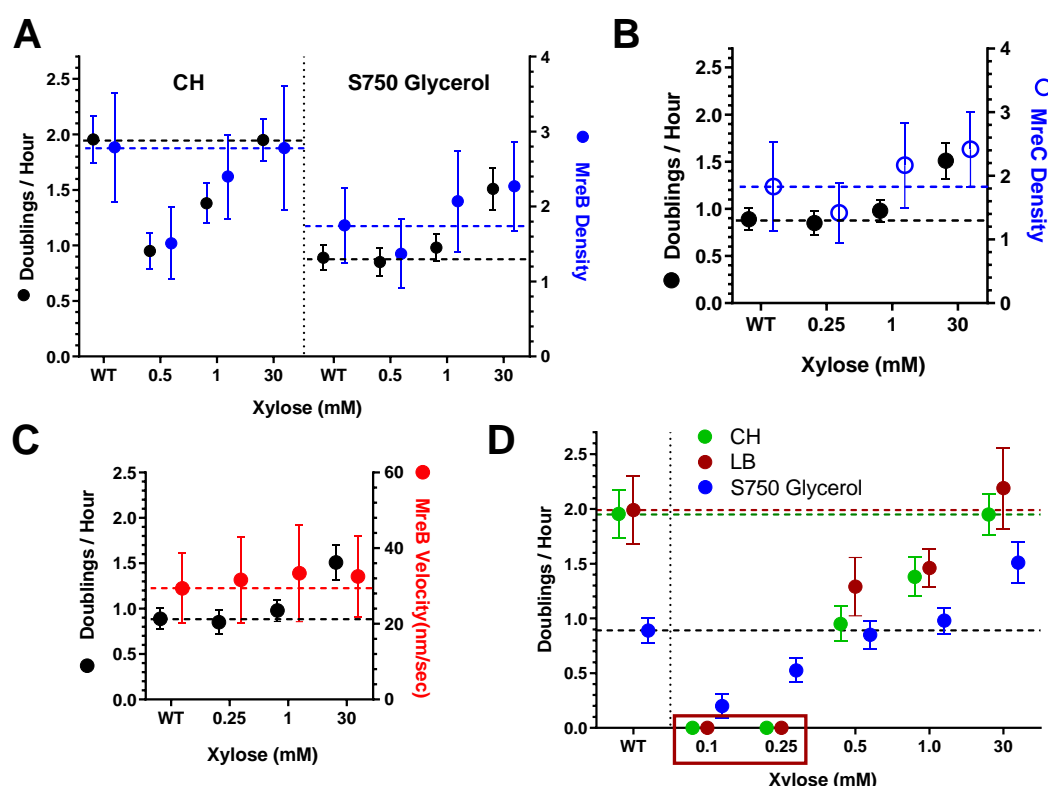 A
CH
S750 Glycerol
Doublings / Hour
2.5
2.0
1.5
1.0
0.5
0.0
4
3
2
1
0
MreB Density
WT
0.5
1
30
WT
0.5
1
30
Xylose (mM)
B
Doublings / Hour
2.5
2.0
1.5
1.0
0.5
0.0
4
3
2
1
0
MreC Density
WT
0.25
1
30
Xylose (mM)
C
Doublings / Hour
2.5
2.0
1.5
1.0
0.5
0.0
60
40
20
0
MreB Velocity(nm/sec)
WT
0.25
1
30
Xylose (mM)
D
CH
LB
S750 Glycerol
Doublings / Hour
2.5
2.0
1.5
1.0
0.5
0.0
WT
0.1
0.25
0.5
1.0
30
Xylose (mM)